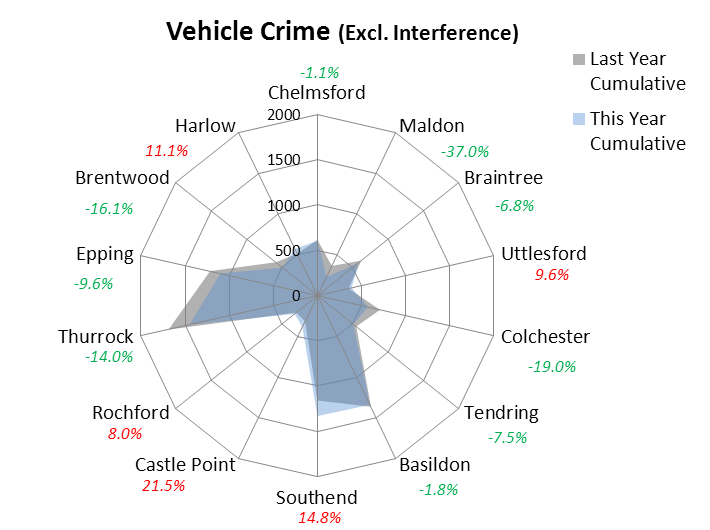 Vehicle Crime (Excl. Interference)
Last Year
Cumulative
This Year
Cumulative
-1.1%
Chelmsford
2000
1500
1000
500
0
Maldon
-37.0%
Braintree
-6.8%
Uttlesford
9.6%
Colchester
-19.0%
Tendring
-7.5%
Basildon
-1.8%
Southend
14.8%
Castle Point
21.5%
Rochford
8.0%
Thurrock
-14.0%
Epping
-9.6%
Brentwood
-16.1%
Harlow
11.1%